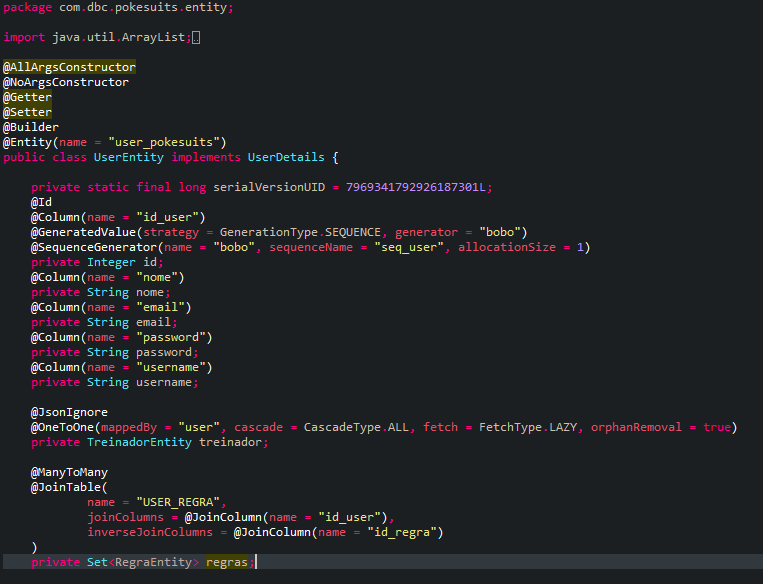 package com.dbc.pokesuits.entity;
import java.util.ArrayList;
@AllArgsConstructor
@NoArgsConstructor
@Getter
@Setter
@Builder
@Entity(name = "user_pokesuits")
public class UserEntity implements UserDetails {
private static final long serialVersionUID = 7969341792926187301L;
@Id
@Column(name = "id_user")
@GeneratedValue(strategy = GenerationType.SEQUENCE, generator = "bobo")
@SequenceGenerator(name = "bobo", sequenceName = "seq_user", allocationSize = 1)
private Integer id;
@Column(name = "nome")
private String nome;
@Column(name = "email")
private String email;
@Column(name = "password")
private String password;
@Column(name = "username")
private String username;
@JsonIgnore
@OneToOne(mappedBy = "user", cascade = CascadeType.ALL, fetch = FetchType.LAZY, orphanRemoval = true)
private TreinadorEntity treinador;
@ManyToMany
@JoinTable(
name = "USER_REGRA",
joinColumns = @JoinColumn(name = "id_user"),
inverseJoinColumns = @JoinColumn(name = "id_regra")
)
private Set<RegraEntity> regras;